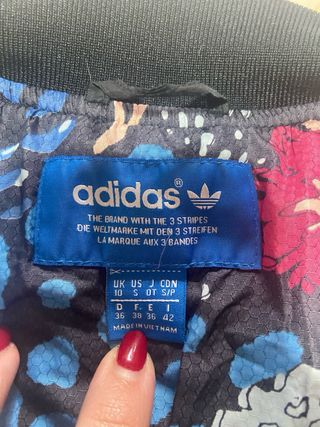 adidas®
THE BRAND WITH THE 3 STRIPES
DIE WELTMARKE MIT DEN 3 STREIFEN
LA MARQUE AUX 3 BANDES
UK US J CDN
10 S OT S/P
D F.E I
36 38 36 42
MADE IN VIETNAM